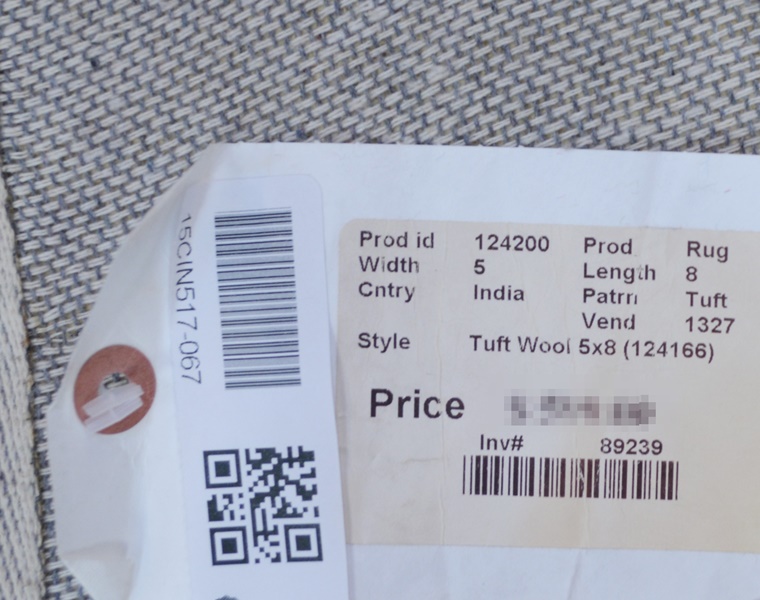 15CIN517-067
Prod id 124200 Prod Rug
Width 5 Length 8
Cntry India Patrn Tuft
Vend 1327
Style Tuft Wool 5x8 (124166)
Price
Inv# 89239